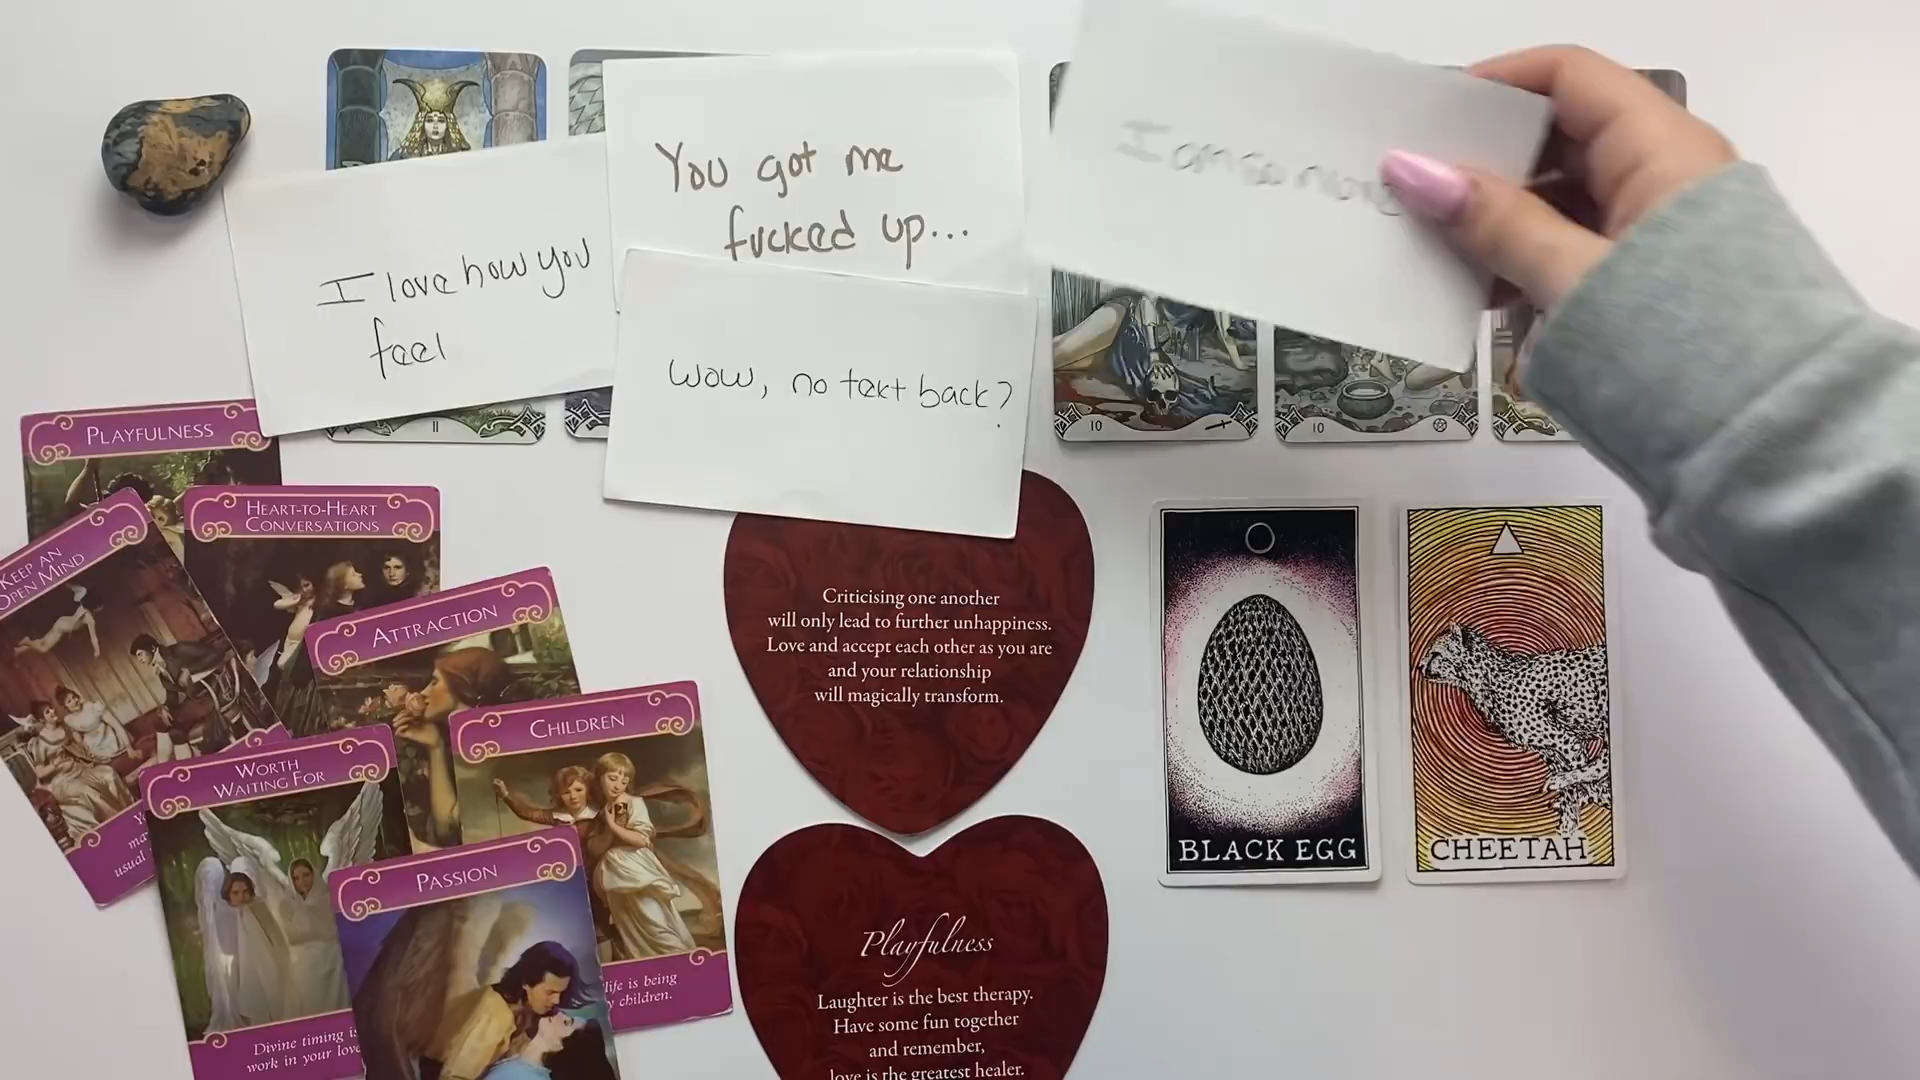 You got me
fucked up...
I love how you
feel
wow, no text back?
I am so
II
10
10
PLAYFULNESS
HEART-TO-HEART
CONVERSATIONS
KEEP AN
OPEN MIND
ATTRACTION
CHILDREN
WORTH
WAITING FOR
PASSION
usual
life is being
children.
Divine timing is
work in your love
Criticising one another
will only lead to further unhappiness.
Love and accept each other as you are
and your relationship
will magically transform.
Playfulness
Laughter is the best therapy.
Have some fun together
and remember,
love is the greatest healer.
BLACK EGG
CHEETAH